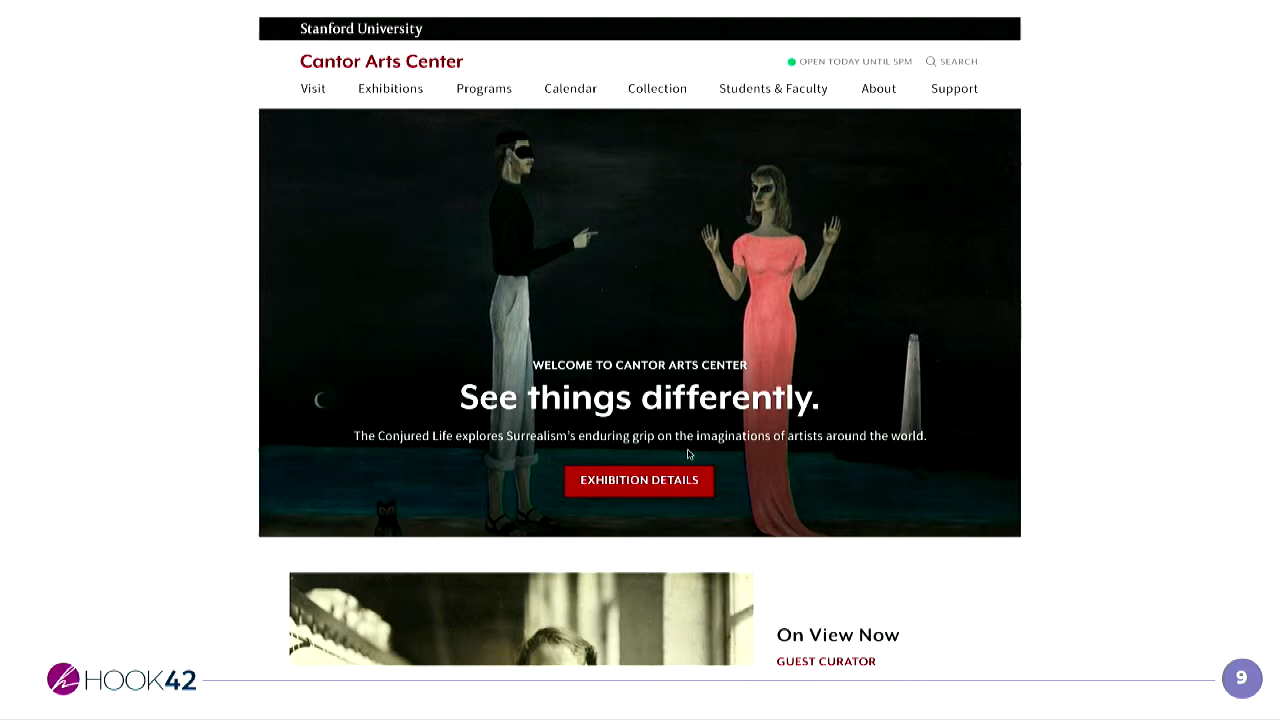 Stanford University
Cantor Arts Center
OPEN TODAY UNTIL 5PM
SEARCH
Visit Exhibitions Programs Calendar Collection Students & Faculty About Support
WELCOME TO CANTOR ARTS CENTER
See things differently.
The Conjured Life explores Surrealism's enduring grip on the imaginations of artists around the world.
EXHIBITION DETAILS
On View Now
GUEST CURATOR
HOOK42
9